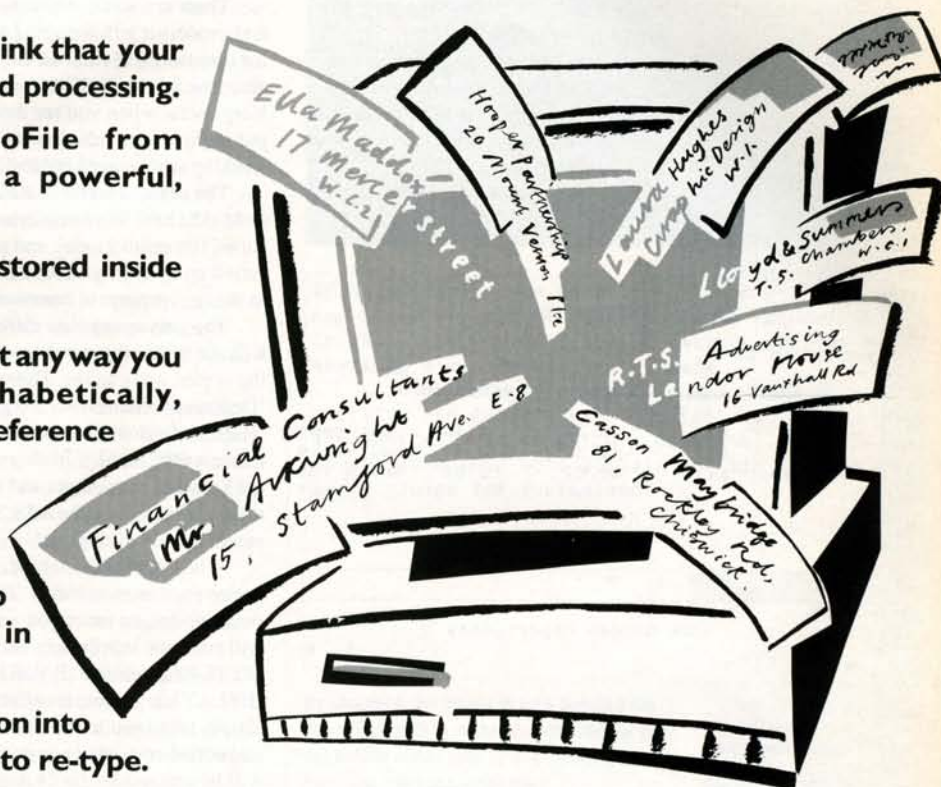 ink that your
d processing.
oFile from
a powerful,
stored inside
t any way you
habetically,
eference
o
in
on into
to re-type.
Ella Maddox
17 Mercer Street
W.C.2
Hooper partnership
20 Mount Vernon Plce
Laura Hughes
Graphic Design
W.1.
Lloyd & Summers
T.S. Chambers.
W.C.1
R.T.S. Advertising
Landor House
16 Vauxhall Rd
Financial Consultants
Mr Arkwright
15, Stamford Ave. E.8
Casson Maybridge
81, Rockley Rd,
Chiswick.